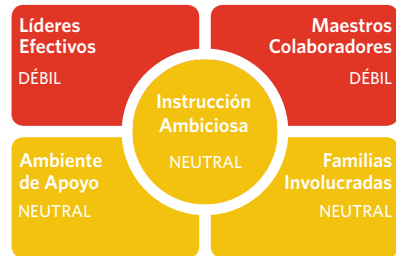 Líderes
Efectivos
DÉBIL
Maestros
Colaboradores
DÉBIL
Instrucción
Ambiciosa
NEUTRAL
Ambiente
de Apoyo
NEUTRAL
Familias
Involucradas
NEUTRAL